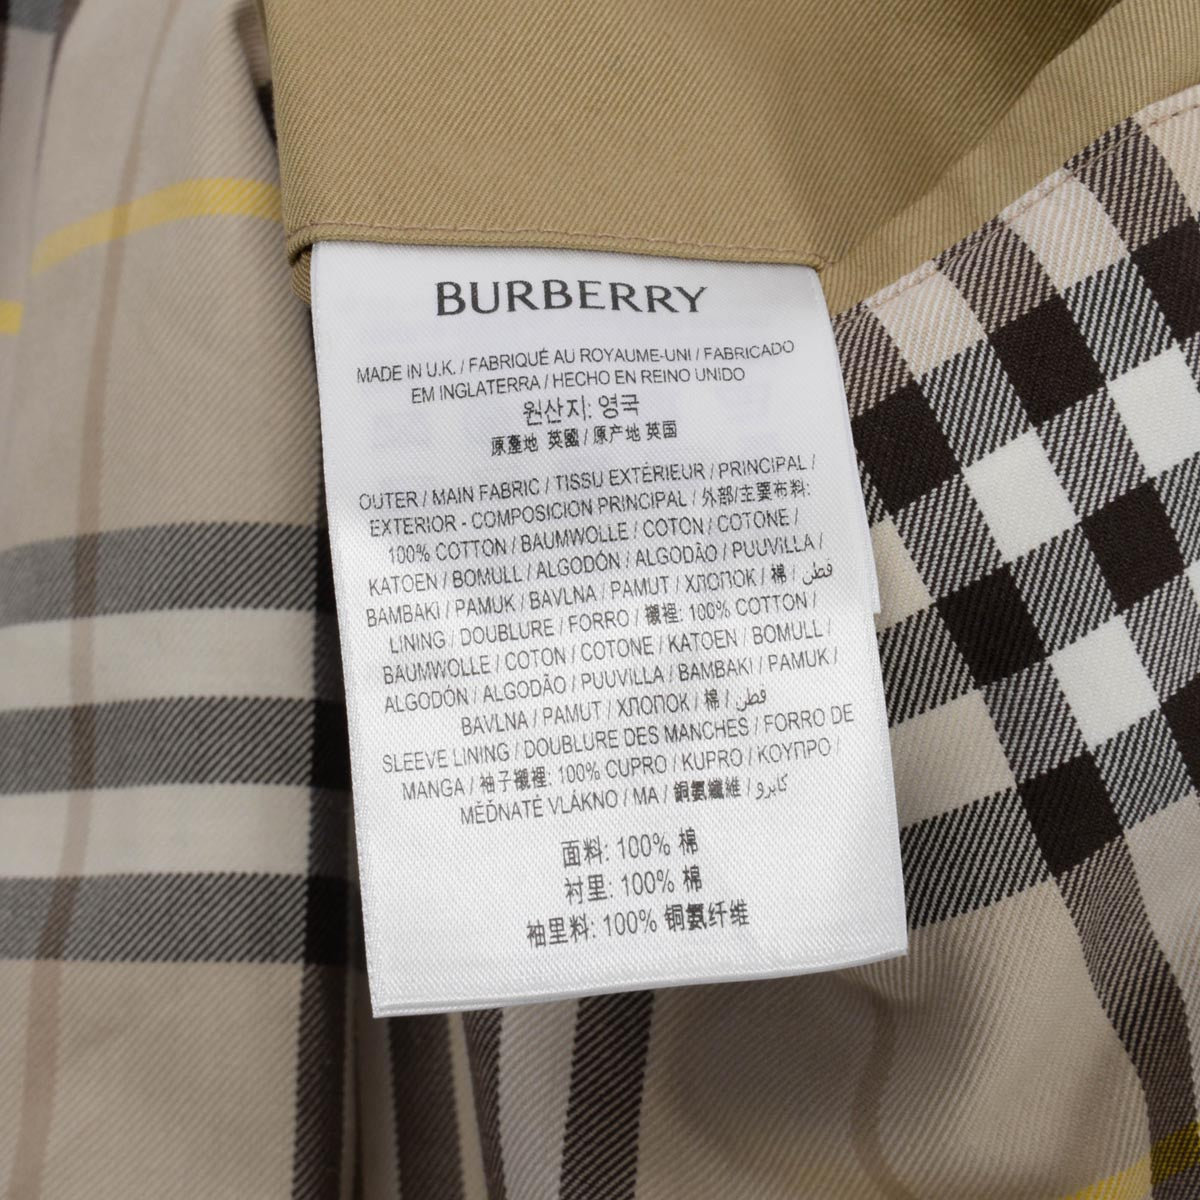 BURBERRY
MADE IN U.K. / FABRIQUÉ AU ROYAUME-UNI / FABRICADO
EM INGLATERRA / HECHO EN REINO UNIDO
원산지: 영국
原產地 英國 / 原产地 英国
OUTER / MAIN FABRIC / TISSU EXTÉRIEUR / PRINCIPAL /
EXTERIOR - COMPOSICION PRINCIPAL / 外部/主要布料:
100% COTTON / BAUMWOLLE / COTON / COTONE /
KATOEN / BOMULL / ALGODÓN / ALGODÃO / PUUVILLA /
BAMBAKI / PAMUK / BAVLNA / PAMUT / ХЛОПОК / 棉 / قطن
LINING / DOUBLURE / FORRO / 襯裡: 100% COTTON /
BAUMWOLLE / COTON / COTONE / KATOEN / BOMULL /
ALGODÓN / ALGODÃO / PUUVILLA / BAMBAKI / PAMUK /
BAVLNA / PAMUT / ХЛОПОК / 棉 / قطن
SLEEVE LINING / DOUBLURE DES MANCHES / FORRO DE
MANGA / 袖子襯裡: 100% CUPRO / KUPRO / ΚΟΥΠΡΟ /
MĚĎNATÉ VLÁKNO / MA / 銅氨纖維 / كابرو
面料: 100% 棉
衬里: 100% 棉
袖里料: 100% 铜氨纤维